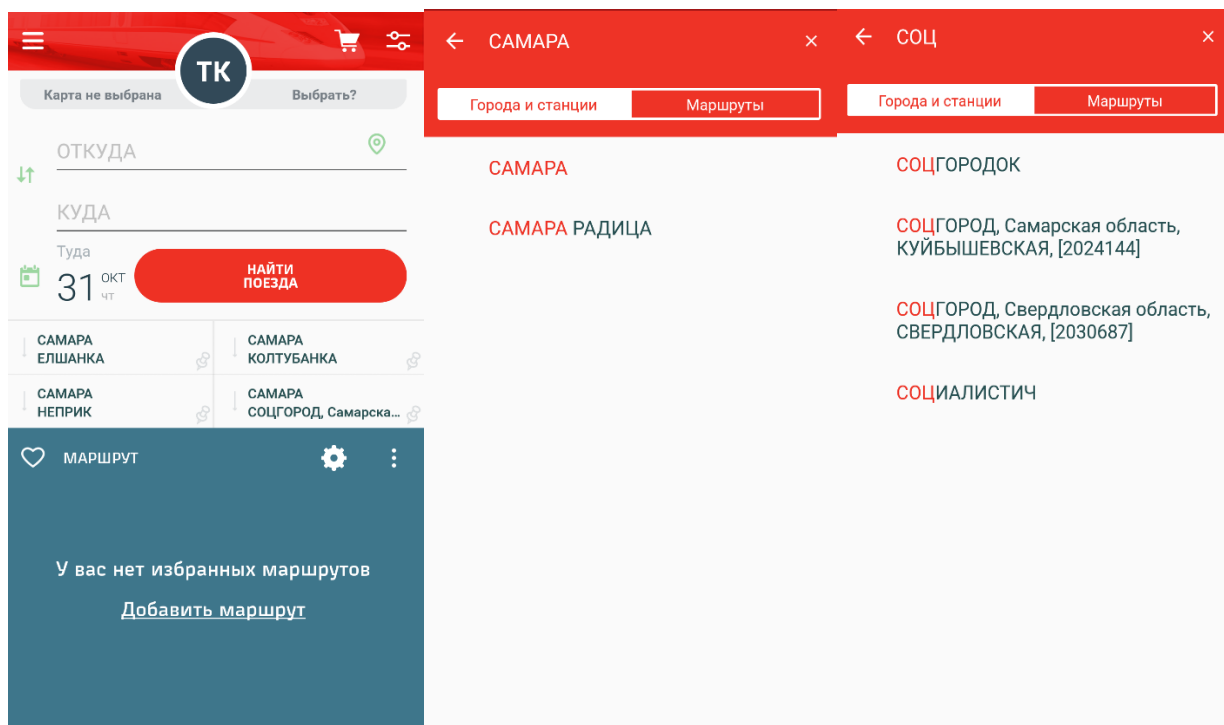 ТК
Карта не выбрана
Выбрать?
ОТКУДА
КУДА
Туда
31 ОКТ
ЧТ
НАЙТИ
ПОЕЗДА
САМАРА
ЕЛШАНКА
САМАРА
КОЛТУБАНКА
САМАРА
НЕПРИК
САМАРА
СОЦГОРОД, Самарска...
МАРШРУТ
У вас нет избранных маршрутов
Добавить маршрут
САМАРА
Города и станции
Маршруты
САМАРА
САМАРА РАДИЦА
СОЦ
Города и станции
Маршруты
СОЦГОРОДОК
СОЦГОРОД, Самарская область,
КУЙБЫШЕВСКАЯ, [2024144]
СОЦГОРОД, Свердловская область,
СВЕРДЛОВСКАЯ, [2030687]
СОЦИАЛИСТИЧ